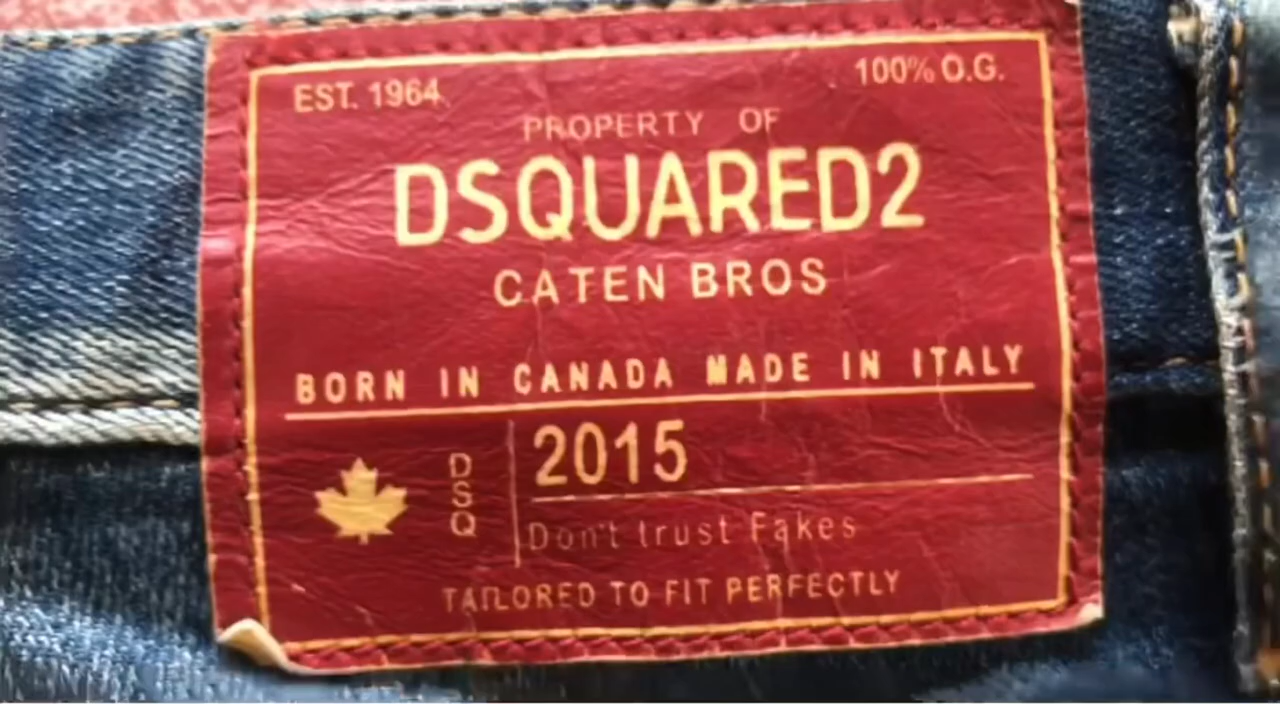 EST. 1964
100% O.G.
PROPERTY OF
DSQUARED2
CATEN BROS
BORN IN CANADA MADE IN ITALY
DSQ
2015
Don't trust Fakes
TAILORED TO FIT PERFECTLY